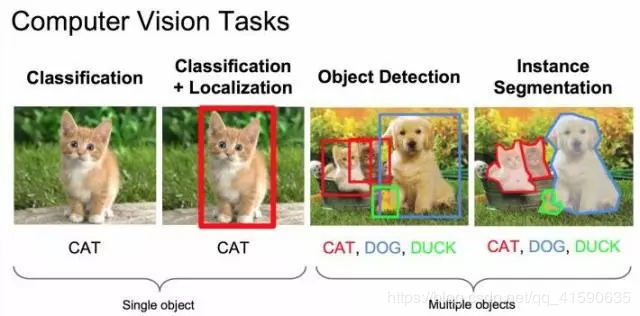 Computer Vision Tasks
Classification
Classification
+ Localization
Object Detection
Instance
Segmentation
CAT
CAT
CAT, DOG, DUCK
CAT, DOG, DUCK
Single object
Multiple objects
https://blog.csdn.net/qq_41590635